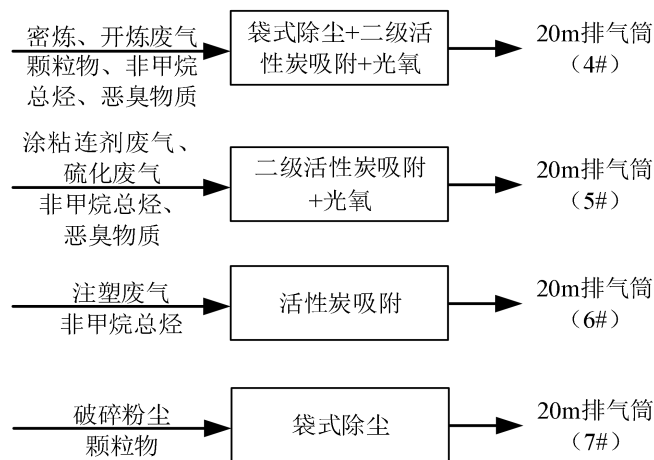 密炼、开炼废气
颗粒物、非甲烷
总烃、恶臭物质
袋式除尘+二级活
性炭吸附+光氧
20m排气筒
（4#）
涂粘连剂废气、
硫化废气
非甲烷总烃、
恶臭物质
二级活性炭吸附
+光氧
20m排气筒
（5#）
注塑废气
非甲烷总烃
活性炭吸附
20m排气筒
（6#）
破碎粉尘
颗粒物
袋式除尘
20m排气筒
（7#）